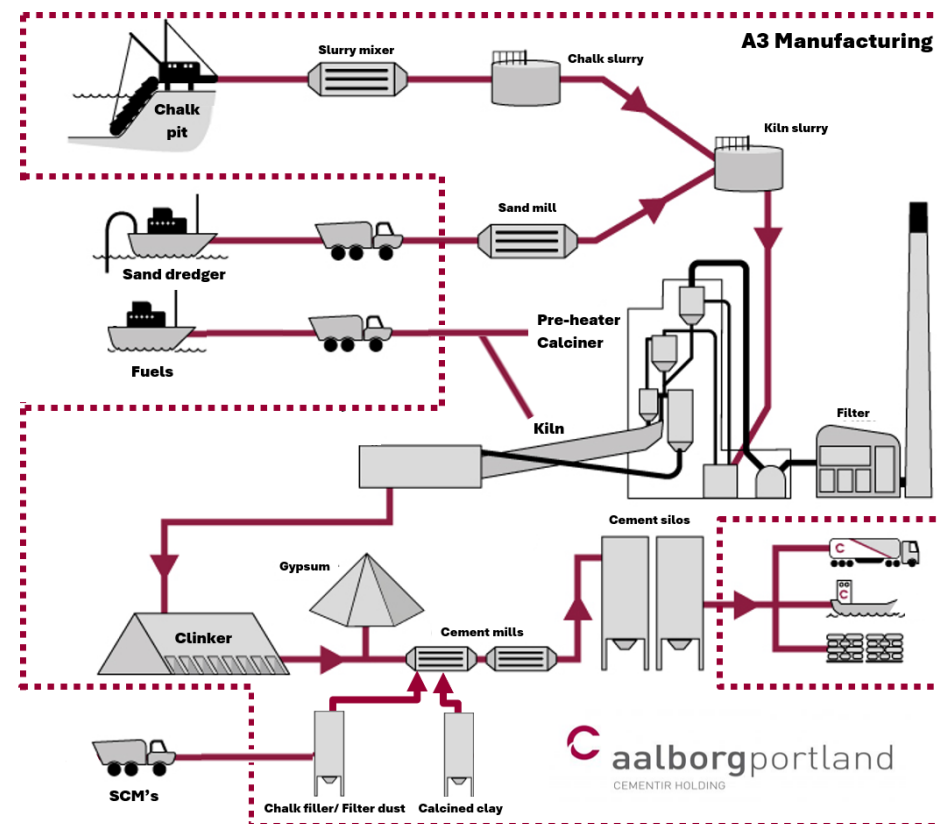 A3 Manufacturing
Slurry mixer
Chalk slurry
Chalk
pit
Kiln slurry
Sand mill
Sand dredger
Pre-heater
Calciner
Fuels
Kiln
Filter
Cement silos
Gypsum
C
C
Clinker
Cement mills
aalborgportland
CEMENTIR HOLDING
SCM's
Chalk filler/ Filter dust
Calcined clay